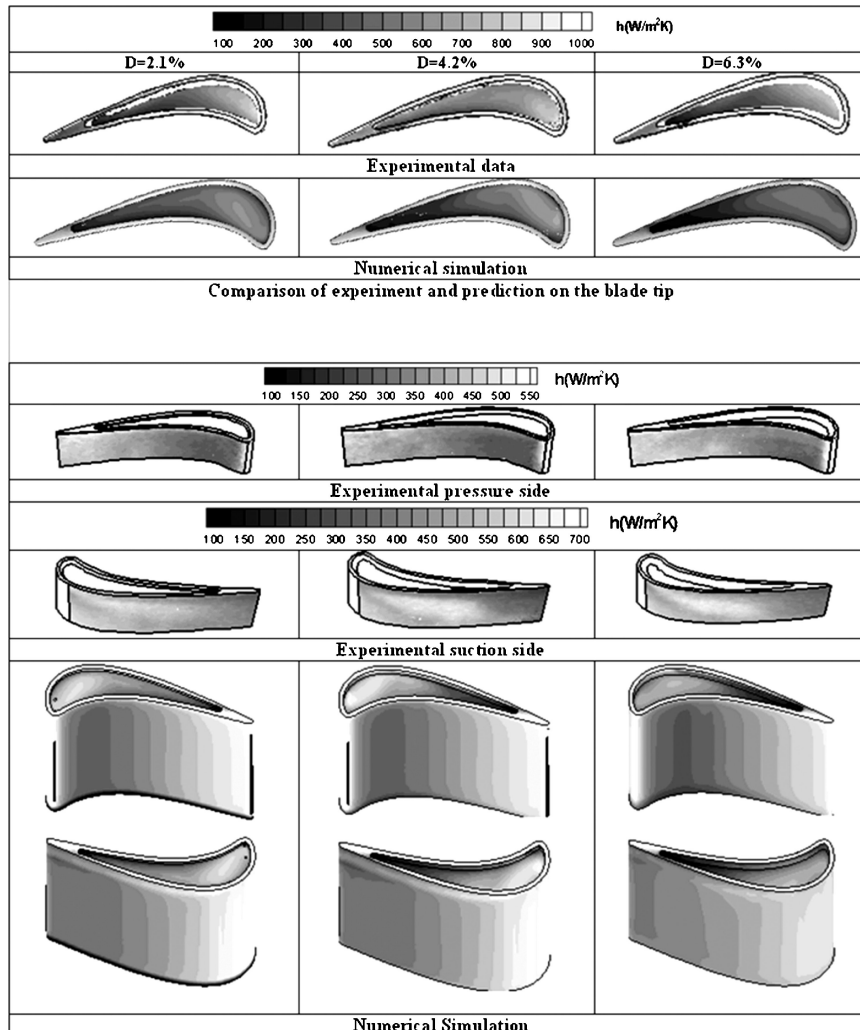 h(W/m²K)
100 200 300 400 500 600 700 800 900 1000
D=2.1% D=4.2% D=6.3%
Experimental data
Numerical simulation
Comparison of experiment and prediction on the blade tip
h(W/m²K)
100 150 200 250 300 350 400 450 500 550
Experimental pressure side
h(W/m²K)
100 150 200 250 300 350 400 450 500 550 600 650 700
Experimental suction side
Numerical Simulation